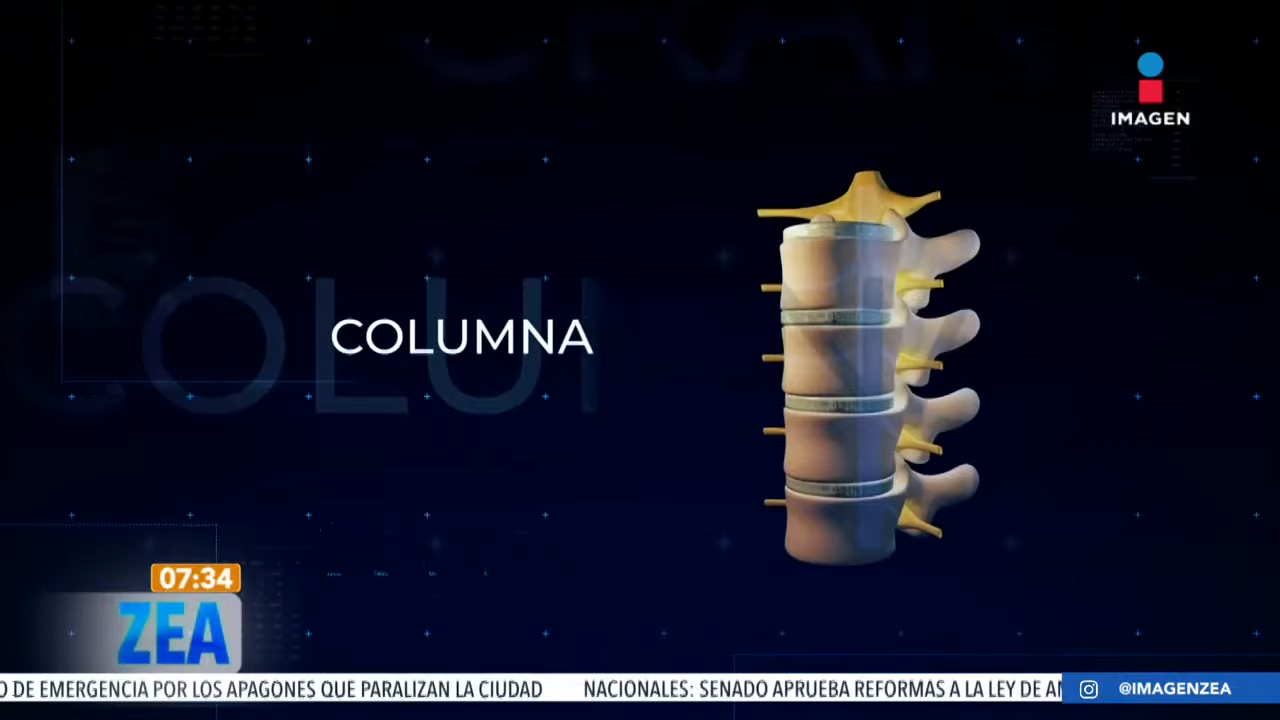 IMAGEN
COLUMNA
COLU
07:34
ZEA
O DE EMERGENCIA POR LOS APAGONES QUE PARALIZAN LA CIUDAD NACIONALES: SENADO APRUEBA REFORMAS A LA LEY DE
@IMAGENZEA